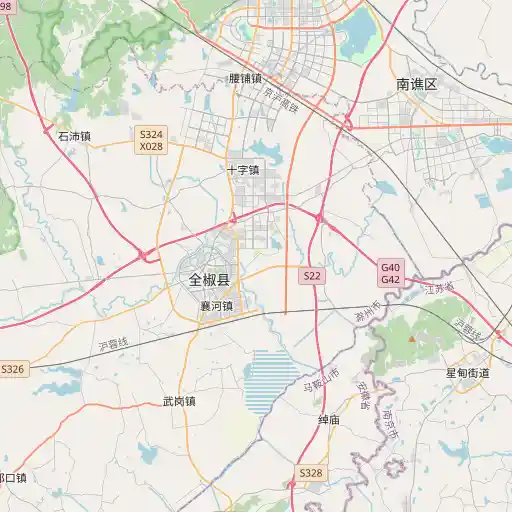 98
腰铺镇
南谯区
京沪高铁
石沛镇
S324
X028
十字镇
全椒县
S22
G40
G42
江苏省
襄河镇
滁州市
沪蓉线
沪蓉线
S326
马鞍山市
安徽省
星甸街道
武岗镇
南京市
绰庙
S328
口镇